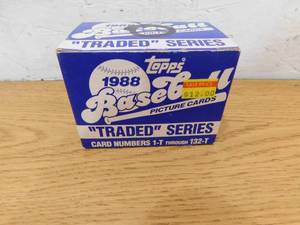 "TRADED" SERIES
TOPPS
1988
Baseball
PICTURE CARDS
$12.00
"TRADED" SERIES
CARD NUMBERS 1-T THROUGH 132-T